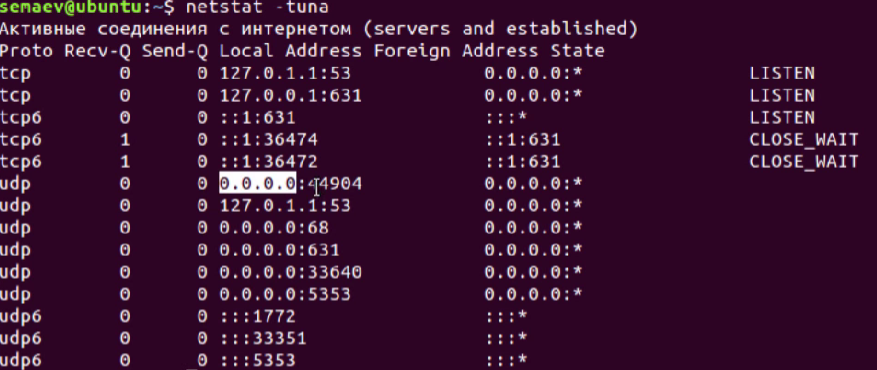 semaev@ubuntu:~$ netstat -tuna
Активные соединения с интернетом (servers and established)
Proto Recv-Q Send-Q Local Address Foreign Address State
tcp 0 0 127.0.1.1:53 0.0.0.0:* LISTEN
tcp 0 0 127.0.0.1:631 0.0.0.0:* LISTEN
tcp6 0 0 ::1:631 :::* LISTEN
tcp6 1 0 ::1:36474 ::1:631 CLOSE_WAIT
tcp6 1 0 ::1:36472 ::1:631 CLOSE_WAIT
udp 0 0 0.0.0.0:44904 0.0.0.0:*
udp 0 0 127.0.1.1:53 0.0.0.0:*
udp 0 0 0.0.0.0:68 0.0.0.0:*
udp 0 0 0.0.0.0:631 0.0.0.0:*
udp 0 0 0.0.0.0:33640 0.0.0.0:*
udp 0 0 0.0.0.0:5353 0.0.0.0:*
udp6 0 0 :::1772 :::*
udp6 0 0 :::33351 :::*
udp6 0 0 :::5353 :::*